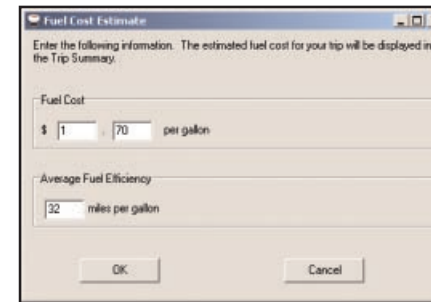 Fuel Cost Estimate
Enter the following information. The estimated fuel cost for your trip will be displayed in
the Trip Summary.
Fuel Cost
$ 1 . 70 per gallon
Average Fuel Efficiency
32 miles per gallon
OK Cancel